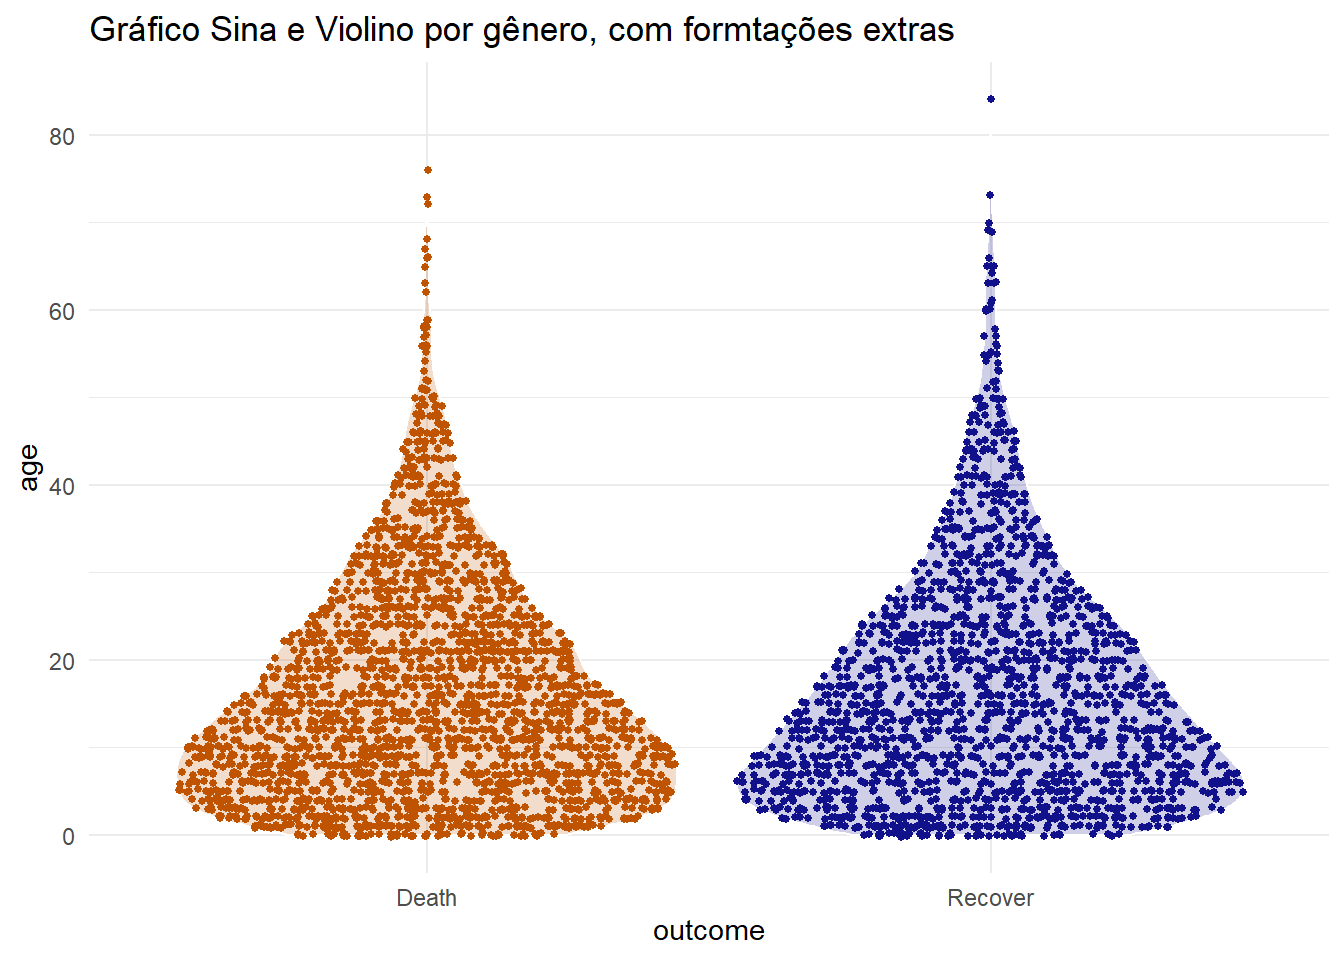 Gráfico Sina e Violino por gênero, com formtações extras
80
60
40
20
0
age
Death
Recover
outcome